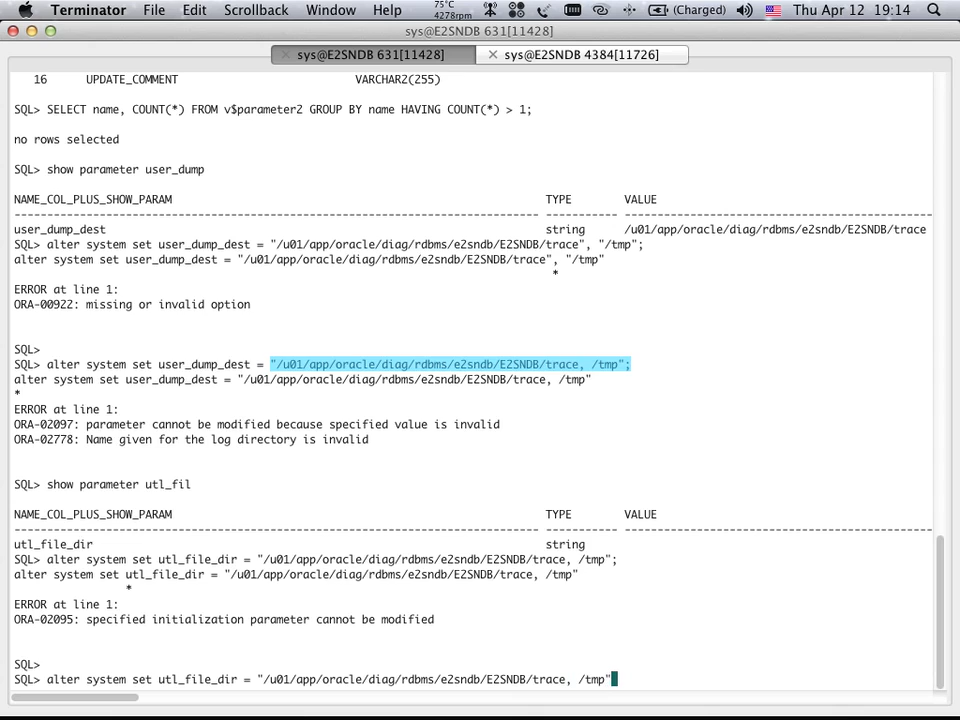 Terminator File Edit Scrollback Window Help 75°C 4278rpm (Charged) Thu Apr 12 19:14
sys@E2SNDB 631[11428]
sys@E2SNDB 631[11428] sys@E2SNDB 4384[11726]
16 UPDATE_COMMENT VARCHAR2(255)
SQL> SELECT name, COUNT(*) FROM v$parameter2 GROUP BY name HAVING COUNT(*) > 1;
no rows selected
SQL> show parameter user_dump
NAME_COL_PLUS_SHOW_PARAM TYPE VALUE
------------------------------------------------------------------------------- ----------- -----------------------------------------------
user_dump_dest string /u01/app/oracle/diag/rdbms/e2sndb/E2SNDB/trace
SQL> alter system set user_dump_dest = "/u01/app/oracle/diag/rdbms/e2sndb/E2SNDB/trace", "/tmp";
alter system set user_dump_dest = "/u01/app/oracle/diag/rdbms/e2sndb/E2SNDB/trace", "/tmp"
*
ERROR at line 1:
ORA-00922: missing or invalid option
SQL>
SQL> alter system set user_dump_dest = "/u01/app/oracle/diag/rdbms/e2sndb/E2SNDB/trace, /tmp";
alter system set user_dump_dest = "/u01/app/oracle/diag/rdbms/e2sndb/E2SNDB/trace, /tmp"
*
ERROR at line 1:
ORA-02097: parameter cannot be modified because specified value is invalid
ORA-02778: Name given for the log directory is invalid
SQL> show parameter utl_fil
NAME_COL_PLUS_SHOW_PARAM TYPE VALUE
------------------------------------------------------------------------------- ----------- -----------------------------------------------
utl_file_dir string
SQL> alter system set utl_file_dir = "/u01/app/oracle/diag/rdbms/e2sndb/E2SNDB/trace, /tmp";
alter system set utl_file_dir = "/u01/app/oracle/diag/rdbms/e2sndb/E2SNDB/trace, /tmp"
*
ERROR at line 1:
ORA-02095: specified initialization parameter cannot be modified
SQL>
SQL> alter system set utl_file_dir = "/u01/app/oracle/diag/rdbms/e2sndb/E2SNDB/trace, /tmp"